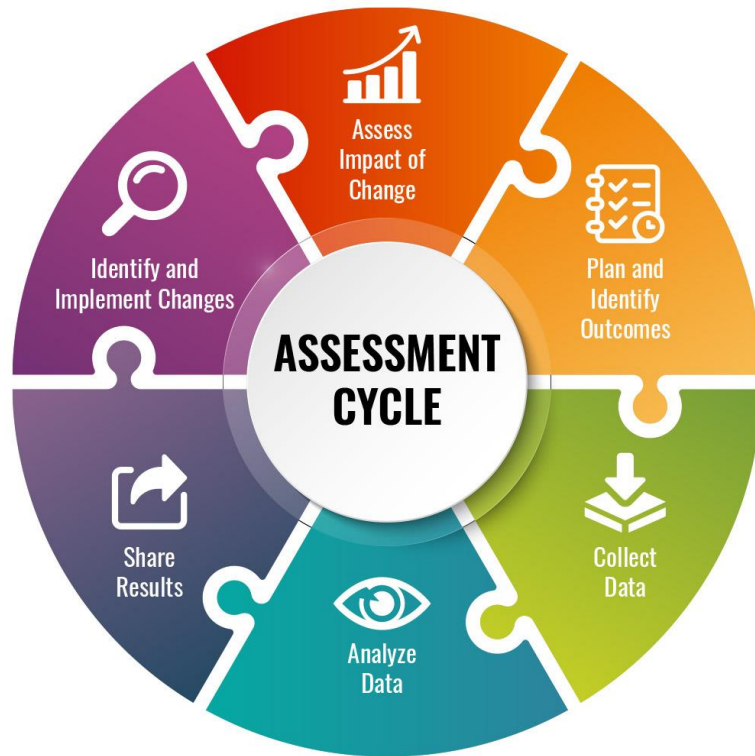 Assess
Impact of
Change
Plan and
Identify
Outcomes
Collect
Data
Analyze
Data
Share
Results
Identify and
Implement Changes
ASSESSMENT
CYCLE